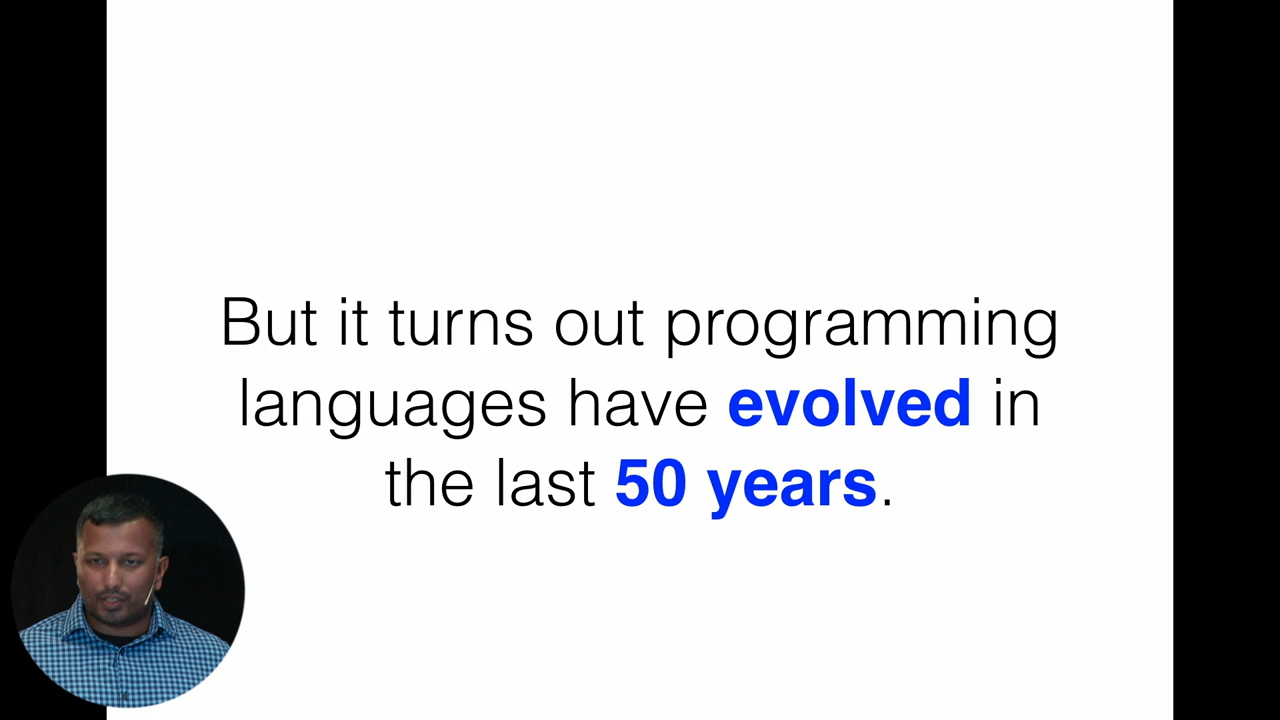 But it turns out programming
languages have evolved in
the last 50 years.